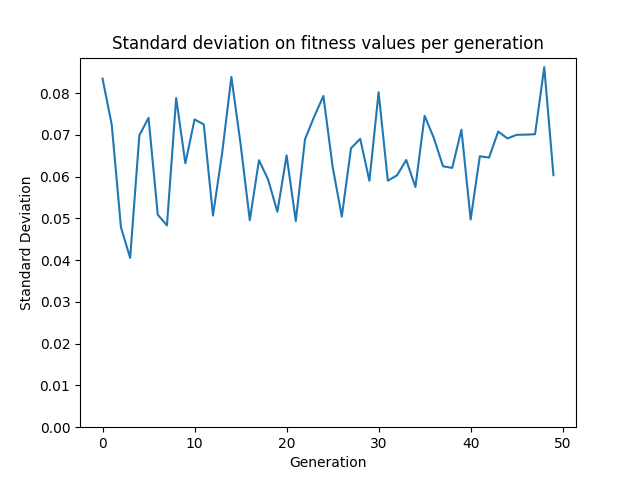 Standard deviation on fitness values per generation
0.08
0.07
0.06
0.05
0.04
0.03
0.02
0.01
0.00
Standard Deviation
0 10 20 30 40 50
Generation